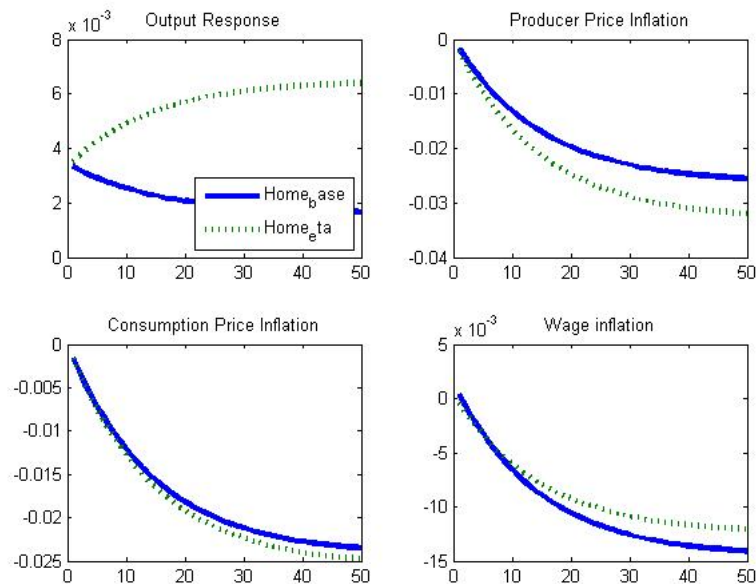 Output Response
x 10⁻³
8
6
4
2
0
0 10 20 30 40 50
Home_base
Home_eta
Producer Price Inflation
0
-0.01
-0.02
-0.03
-0.04
0 10 20 30 40 50
Consumption Price Inflation
0
-0.005
-0.01
-0.015
-0.02
-0.025
0 10 20 30 40 50
Wage inflation
x 10⁻³
5
0
-5
-10
-15
0 10 20 30 40 50